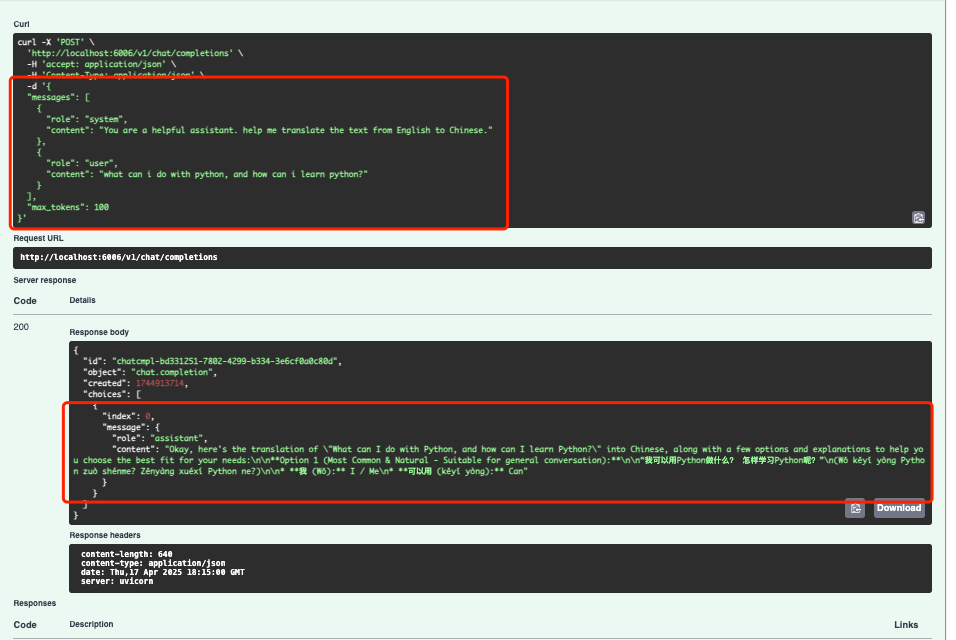 Curl
curl -X 'POST' \
'http://localhost:6006/v1/chat/completions' \
-H 'accept: application/json' \
-H 'Content-Type: application/json' \
-d '{
"messages": [
{
"role": "system",
"content": "You are a helpful assistant. help me translate the text from English to Chinese."
},
{
"role": "user",
"content": "what can i do with python, and how can i learn python?"
}
],
"max_tokens": 100
}'
Request URL
http://localhost:6006/v1/chat/completions
Server response
Code Details
200
Response body
{
"id": "chatcmpl-bd331251-7802-4299-b334-3e6cf0a0c80d",
"object": "chat.completion",
"created": 1744913714,
"choices": [
{
"index": 0,
"message": {
"role": "assistant",
"content": "Okay, here's the translation of \"What can I do with Python, and how can I learn Python?\" into Chinese, along with a few options and explanations to help yo
u choose the best fit for your needs:\n\n**Option 1 (Most Common & Natural - Suitable for general conversation):**\n\n"我可以用Python做什么？ 怎样学习Python呢？"\n(Wǒ kěyǐ yòng Pytho
n zuò shénme? Zěnyàng xuéxí Python ne?)\n\n* **我 (Wǒ):** I / Me\n* **可以用 (kěyǐ yòng):** Can"
}
}
]
}
Download
Response headers
content-length: 640
content-type: application/json
date: Thu,17 Apr 2025 18:15:00 GMT
server: uvicorn
Responses
Code Description Links